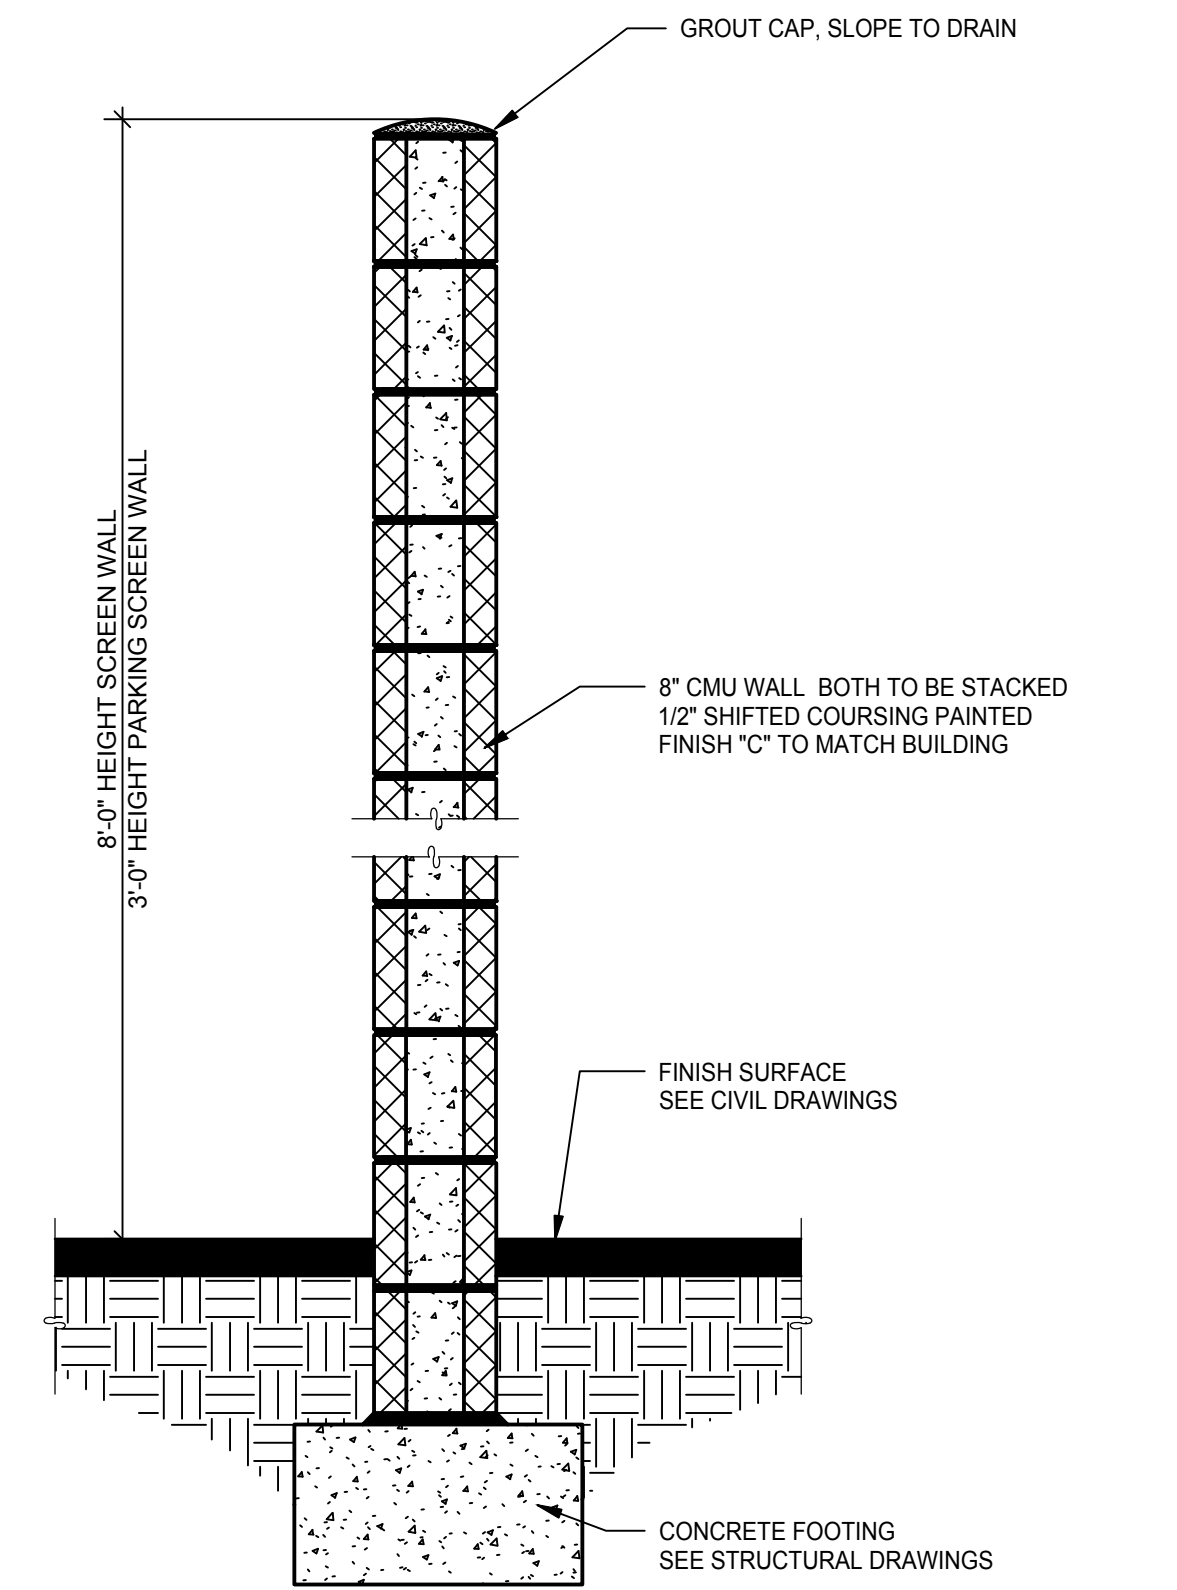 GROUT CAP, SLOPE TO DRAIN
8'-0" HEIGHT SCREEN WALL
3'-0" HEIGHT PARKING SCREEN WALL
8" CMU WALL  BOTH TO BE STACKED
1/2" SHIFTED COURSING PAINTED
FINISH "C" TO MATCH BUILDING
FINISH SURFACE
SEE CIVIL DRAWINGS
CONCRETE FOOTING
SEE STRUCTURAL DRAWINGS